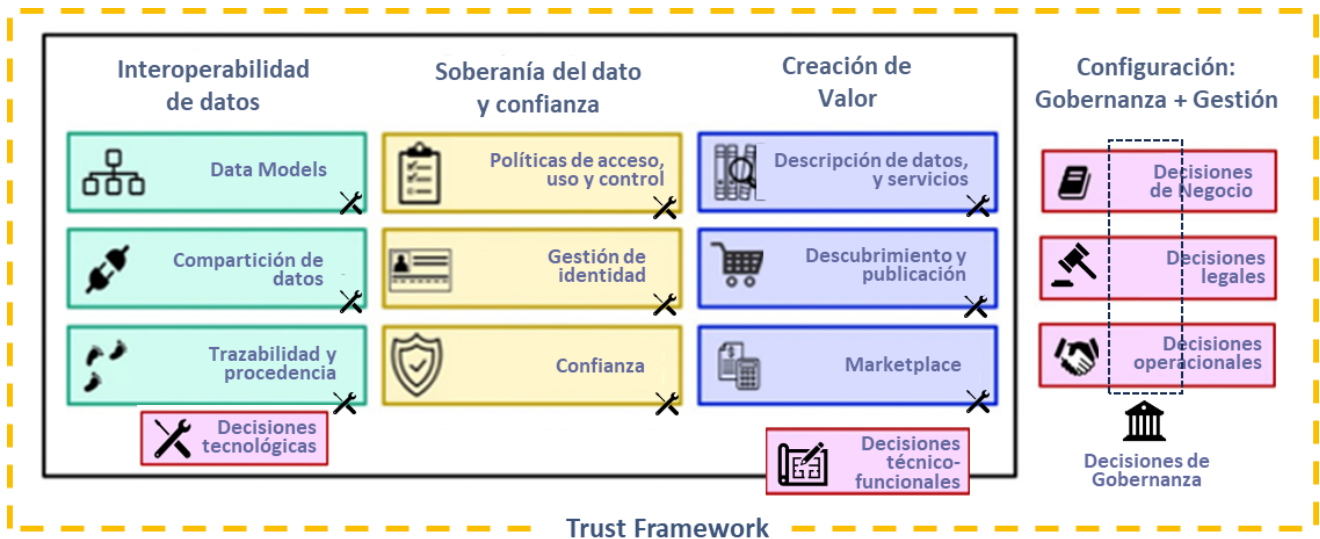 Interoperabilidad
de datos
Data Models
Compartición de
datos
Trazabilidad y
procedencia
Decisiones
tecnológicas
Soberanía del dato
y confianza
Políticas de acceso,
uso y control
Gestión de
identidad
Confianza
Creación de
Valor
Descripción de datos,
y servicios
Descubrimiento y
publicación
Marketplace
Decisiones
técnico-
funcionales
Configuración:
Gobernanza + Gestión
Decisiones
de Negocio
Decisiones
legales
Decisiones
operacionales
Decisiones de
Gobernanza
Trust Framework